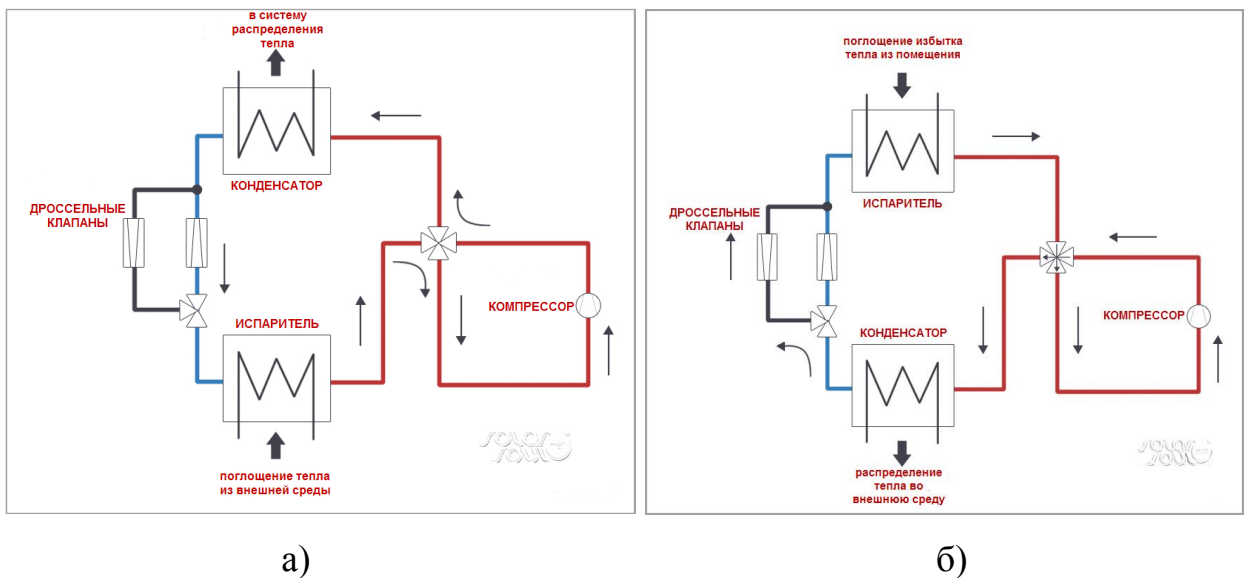 в систему
распределения
тепла
КОНДЕНСАТОР
ДРОССЕЛЬНЫЕ
КЛАПАНЫ
КОМПРЕССОР
ИСПАРИТЕЛЬ
поглощение тепла
из внешней среды
а)
поглощение избытка
тепла из помещения
ИСПАРИТЕЛЬ
ДРОССЕЛЬНЫЕ
КЛАПАНЫ
КОМПРЕССОР
КОНДЕНСАТОР
распределение
тепла во
внешнюю среду
б)